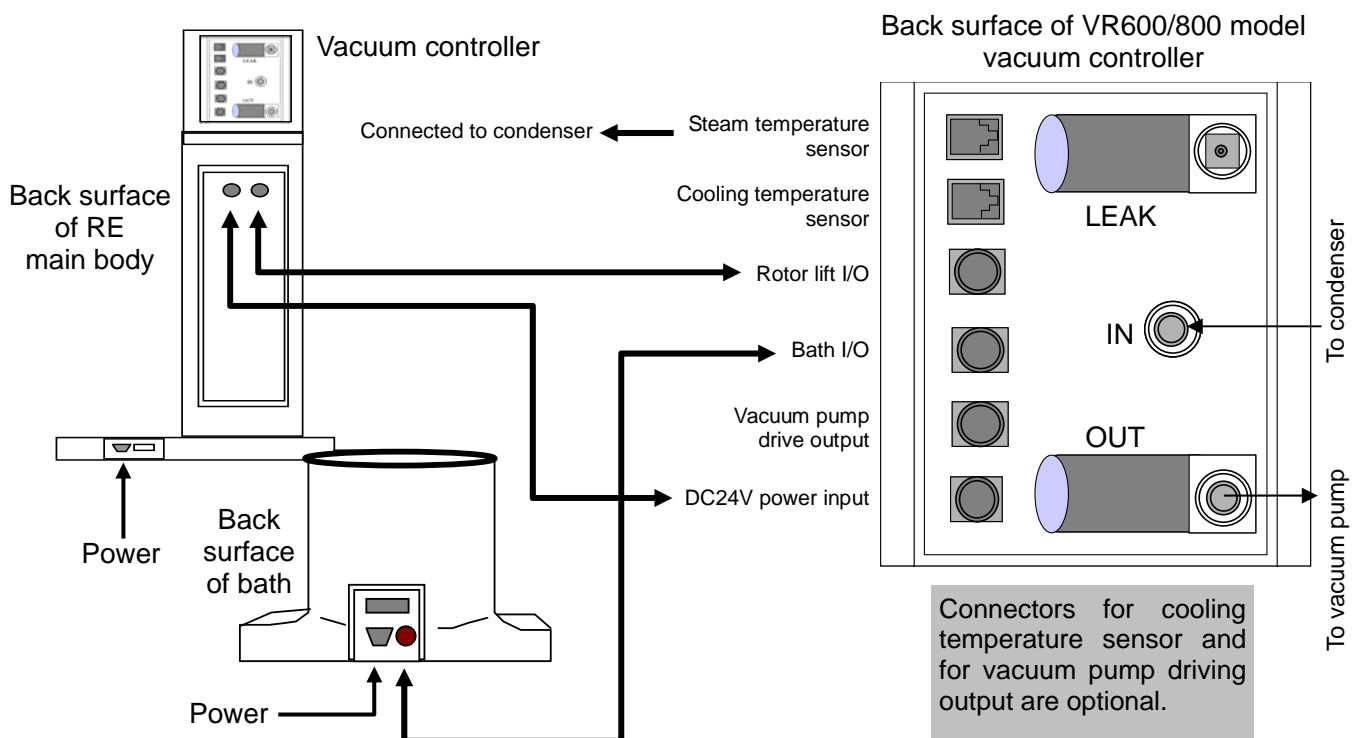 Back surface of VR600/800 model
vacuum controller
Vacuum controller
LEAK
IN
OUT
Connected to condenser
Steam temperature
sensor
Cooling temperature
sensor
Rotor lift I/O
Bath I/O
Vacuum pump
drive output
DC24V power input
Back surface
of RE
main body
Power
Back
surface
of bath
Power
LEAK
IN
OUT
To condenser
To vacuum pump
Connectors for cooling
temperature sensor and
for vacuum pump driving
output are optional.